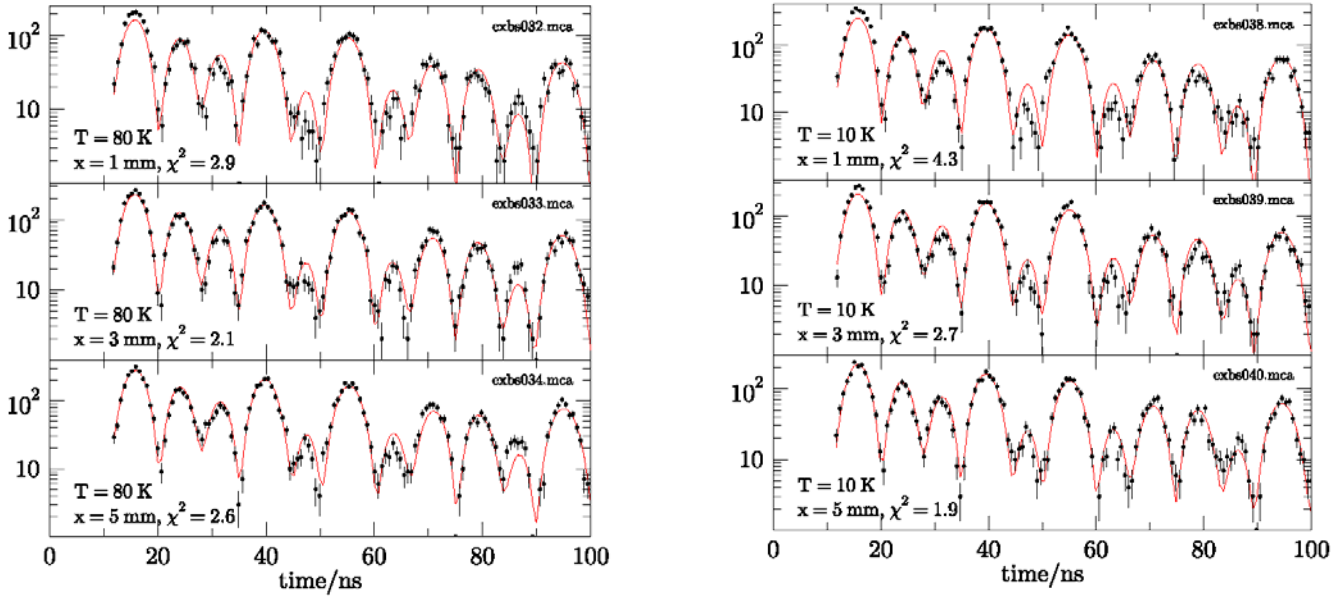 10²
10
exbs032.mca
T = 80 K
x = 1 mm, χ² = 2.9
10²
10
exbs033.mca
T = 80 K
x = 3 mm, χ² = 2.1
10²
10
exbs034.mca
T = 80 K
x = 5 mm, χ² = 2.6
0 20 40 60 80 100
time/ns
10²
10
exbs038.mca
T = 10 K
x = 1 mm, χ² = 4.3
10²
10
exbs039.mca
T = 10 K
x = 3 mm, χ² = 2.7
10²
10
exbs040.mca
T = 10 K
x = 5 mm, χ² = 1.9
0 20 40 60 80 100
time/ns